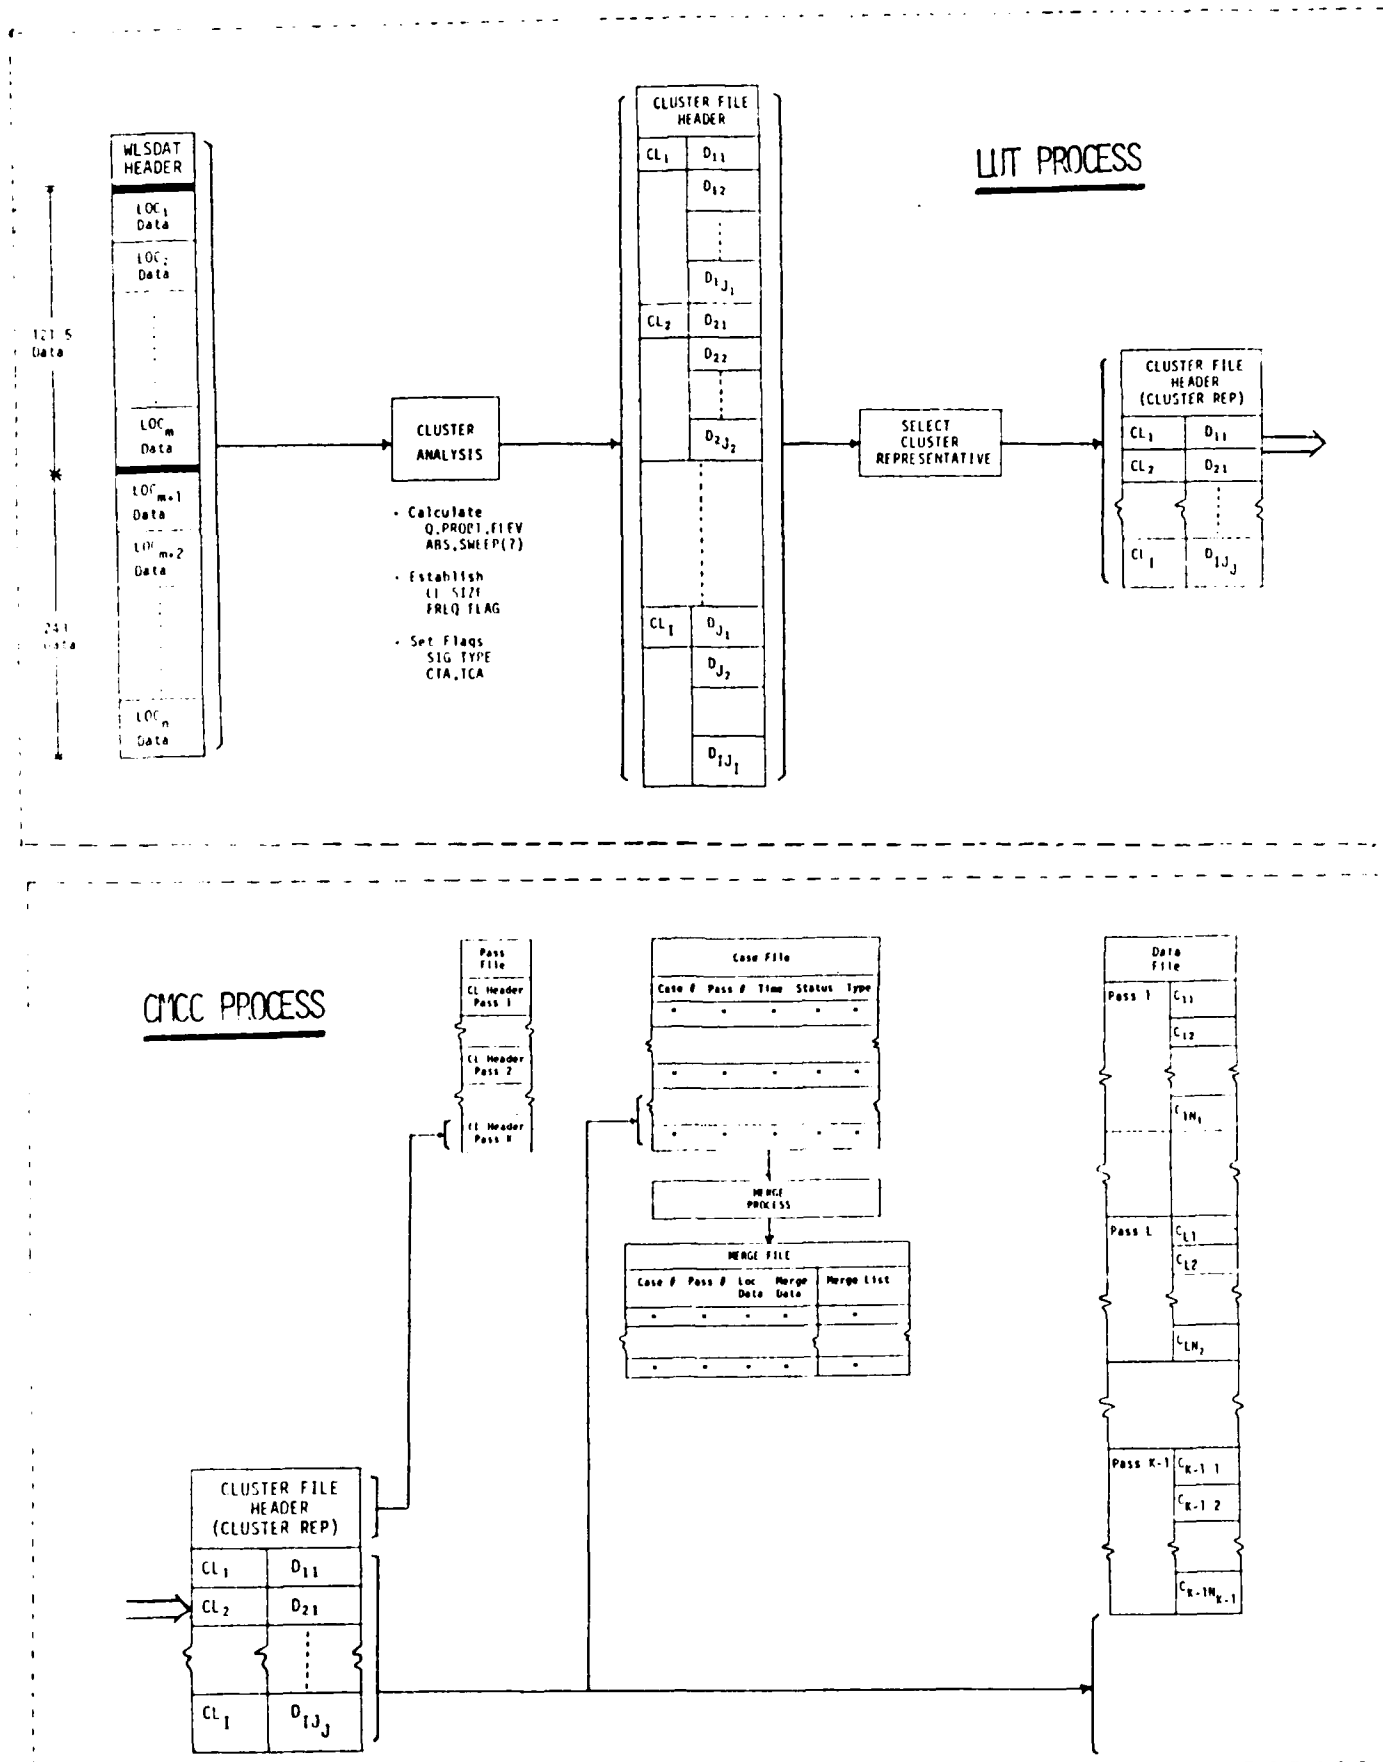 LUT PROCESS
WLSDAT
HEADER
LOC1
Data
LOC2
Data
LOCm
Data
LOCm+1
Data
LOCm+2
Data
LOCn
Data
121.5
Data
243
Data
CLUSTER
ANALYSIS
- Calculate
Q,PROBT,ELEV
ABS,SWEEP(?)
- Establish
CL SIZE
FREQ FLAG
- Set Flags
SIG TYPE
CTA,TCA
CLUSTER FILE
HEADER
CL1 D11
D12
D1J1
CL2 D21
D22
D2J2
CLI DJ1
DJ2
DIJI
SELECT
CLUSTER
REPRESENTATIVE
CLUSTER FILE
HEADER
(CLUSTER REP)
CL1 D11
CL2 D21
CLI DIJJ
CMCC PROCESS
Pass
File
CL Header
Pass 1
CL Header
Pass 2
CL Header
Pass K
Case File
Case # Pass # Time Status Type
MERGE
PROCESS
MERGE FILE
Case # Pass # Loc Data Merge Data Merge List
Data
File
Pass 1 C11
C12
C1N1
Pass L CL1
CL2
CLN2
Pass K-1 CK-1 1
CK-1 2
CK-1NK-1
CLUSTER FILE
HEADER
(CLUSTER REP)
CL1 D11
CL2 D21
CLI DIJJ